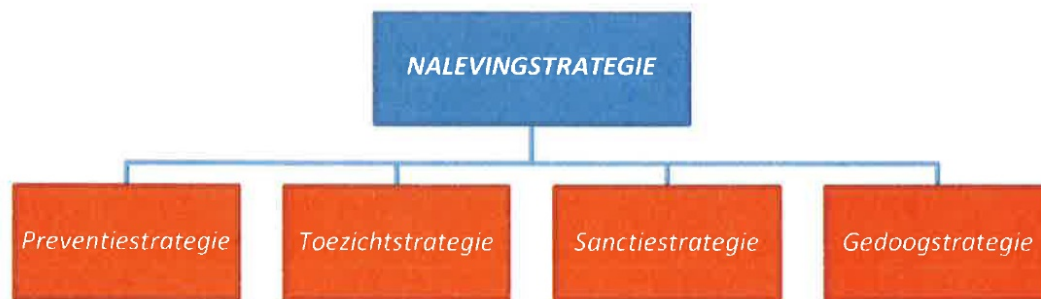 NALEVINGSTRATEGIE
Preventiestrategie
Toezichtstrategie
Sanctiestrategie
Gedoogstrategie